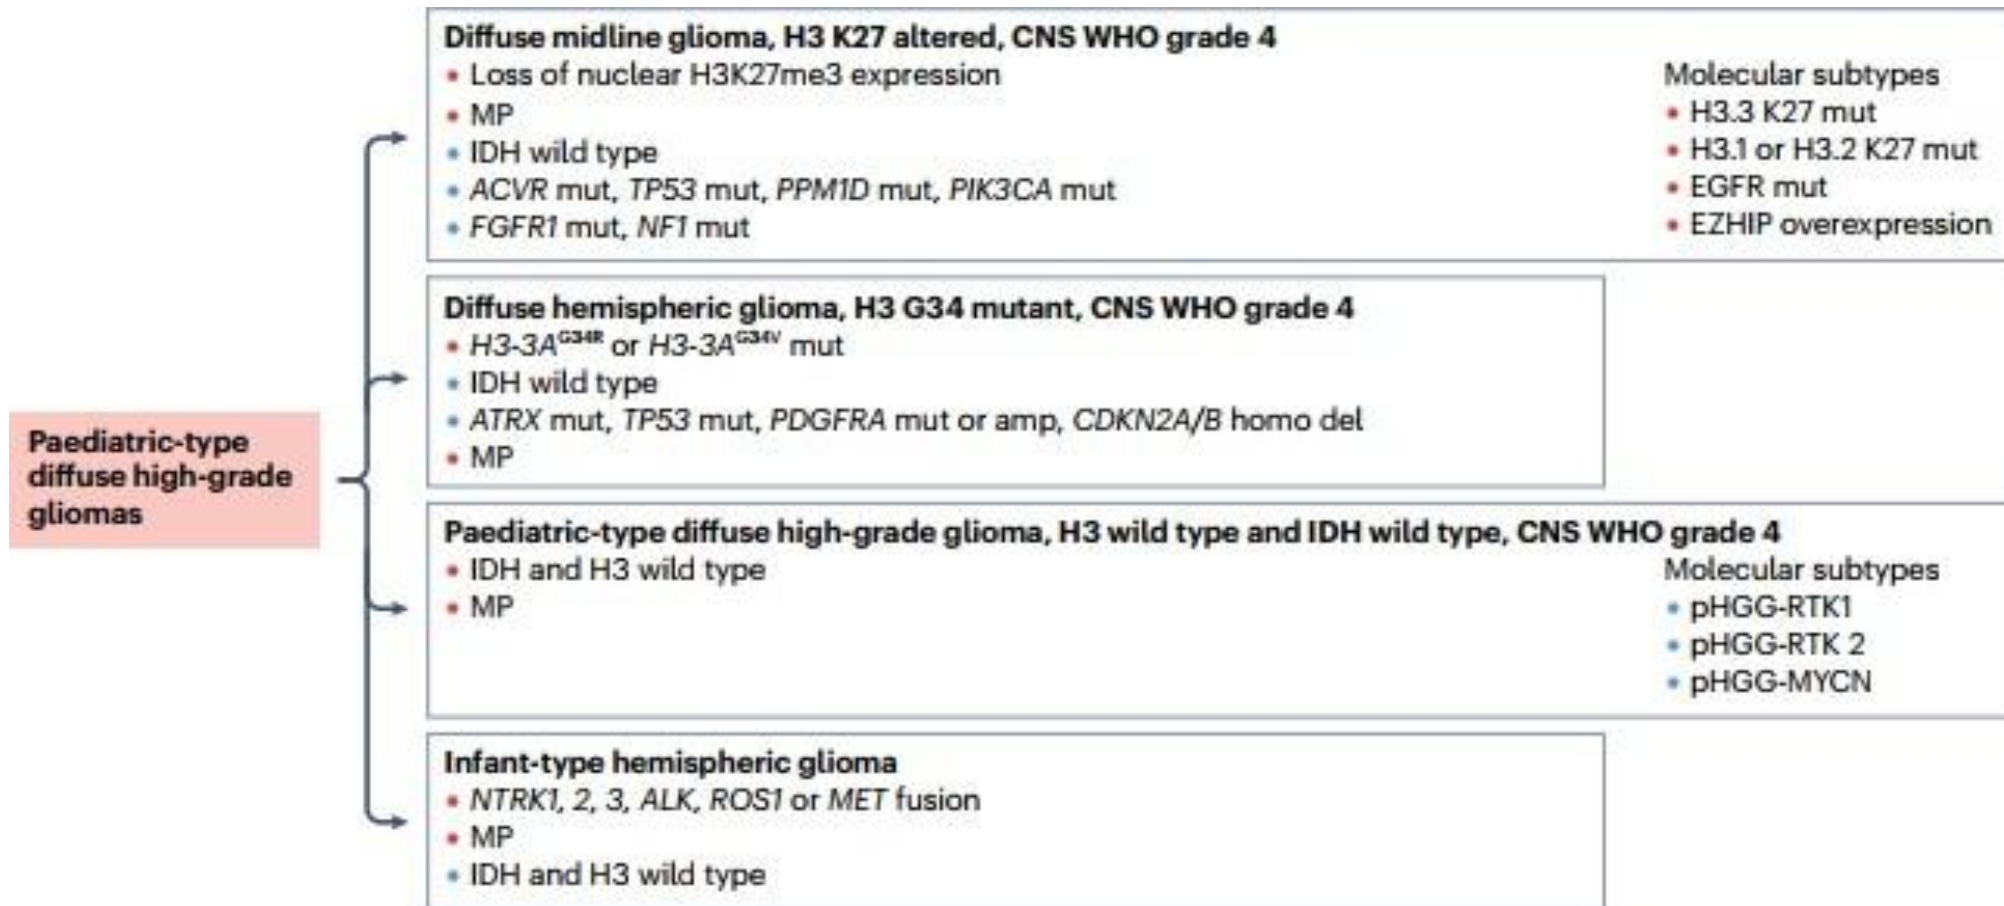 Paediatric-type
diffuse high-grade
gliomas
Diffuse midline glioma, H3 K27 altered, CNS WHO grade 4
• Loss of nuclear H3K27me3 expression
• MP
• IDH wild type
• ACVR mut, TP53 mut, PPM1D mut, PIK3CA mut
• FGFR1 mut, NF1 mut
Molecular subtypes
• H3.3 K27 mut
• H3.1 or H3.2 K27 mut
• EGFR mut
• EZHIP overexpression
Diffuse hemispheric glioma, H3 G34 mutant, CNS WHO grade 4
• H3-3AG34R or H3-3AG34V mut
• IDH wild type
• ATRX mut, TP53 mut, PDGFRA mut or amp, CDKN2A/B homo del
• MP
Paediatric-type diffuse high-grade glioma, H3 wild type and IDH wild type, CNS WHO grade 4
• IDH and H3 wild type
• MP
Molecular subtypes
• pHGG-RTK1
• pHGG-RTK 2
• pHGG-MYCN
Infant-type hemispheric glioma
• NTRK1, 2, 3, ALK, ROS1 or MET fusion
• MP
• IDH and H3 wild type